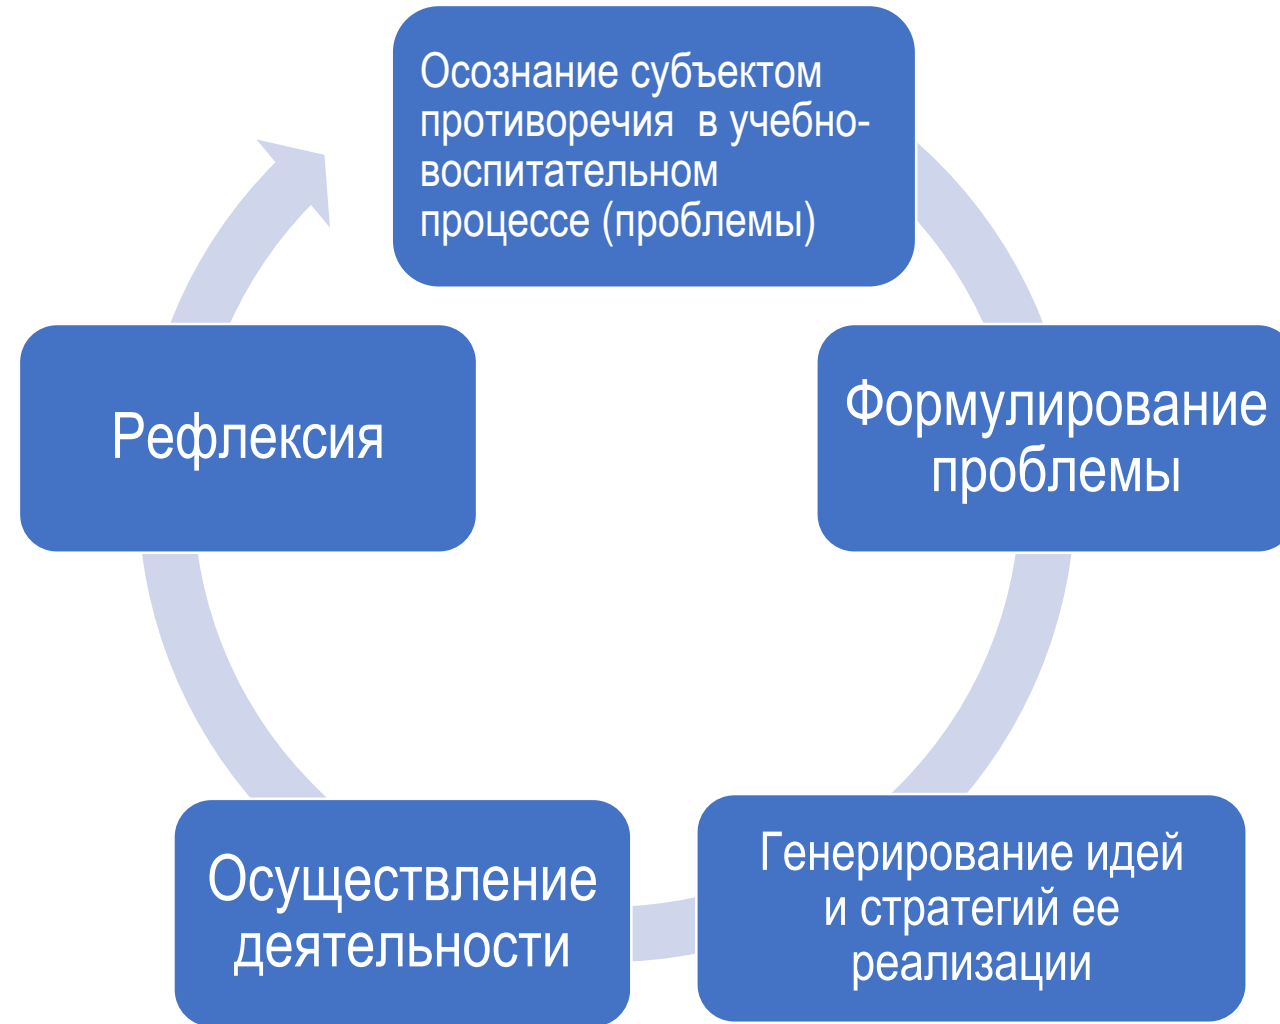 Осознание субъектом
противоречия  в учебно-
воспитательном
процессе (проблемы)
Формулирование
проблемы
Генерирование идей
и стратегий ее
реализации
Осуществление
деятельности
Рефлексия